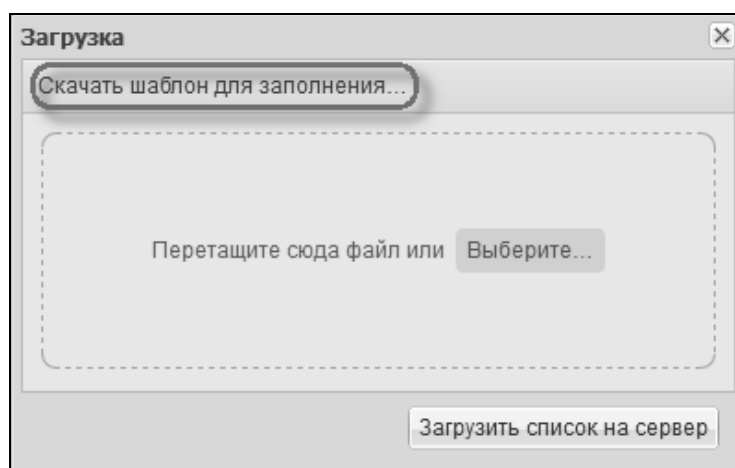 Загрузка
Скачать шаблон для заполнения...
Перетащите сюда файл или Выберите...
Загрузить список на сервер